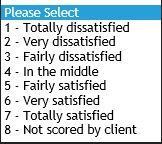 Please Select
1 - Totally dissatisfied
2 - Very dissatisfied
3 - Fairly dissatisfied
4 - In the middle
5 - Fairly satisfied
6 - Very satisfied
7 - Totally satisfied
8 - Not scored by client